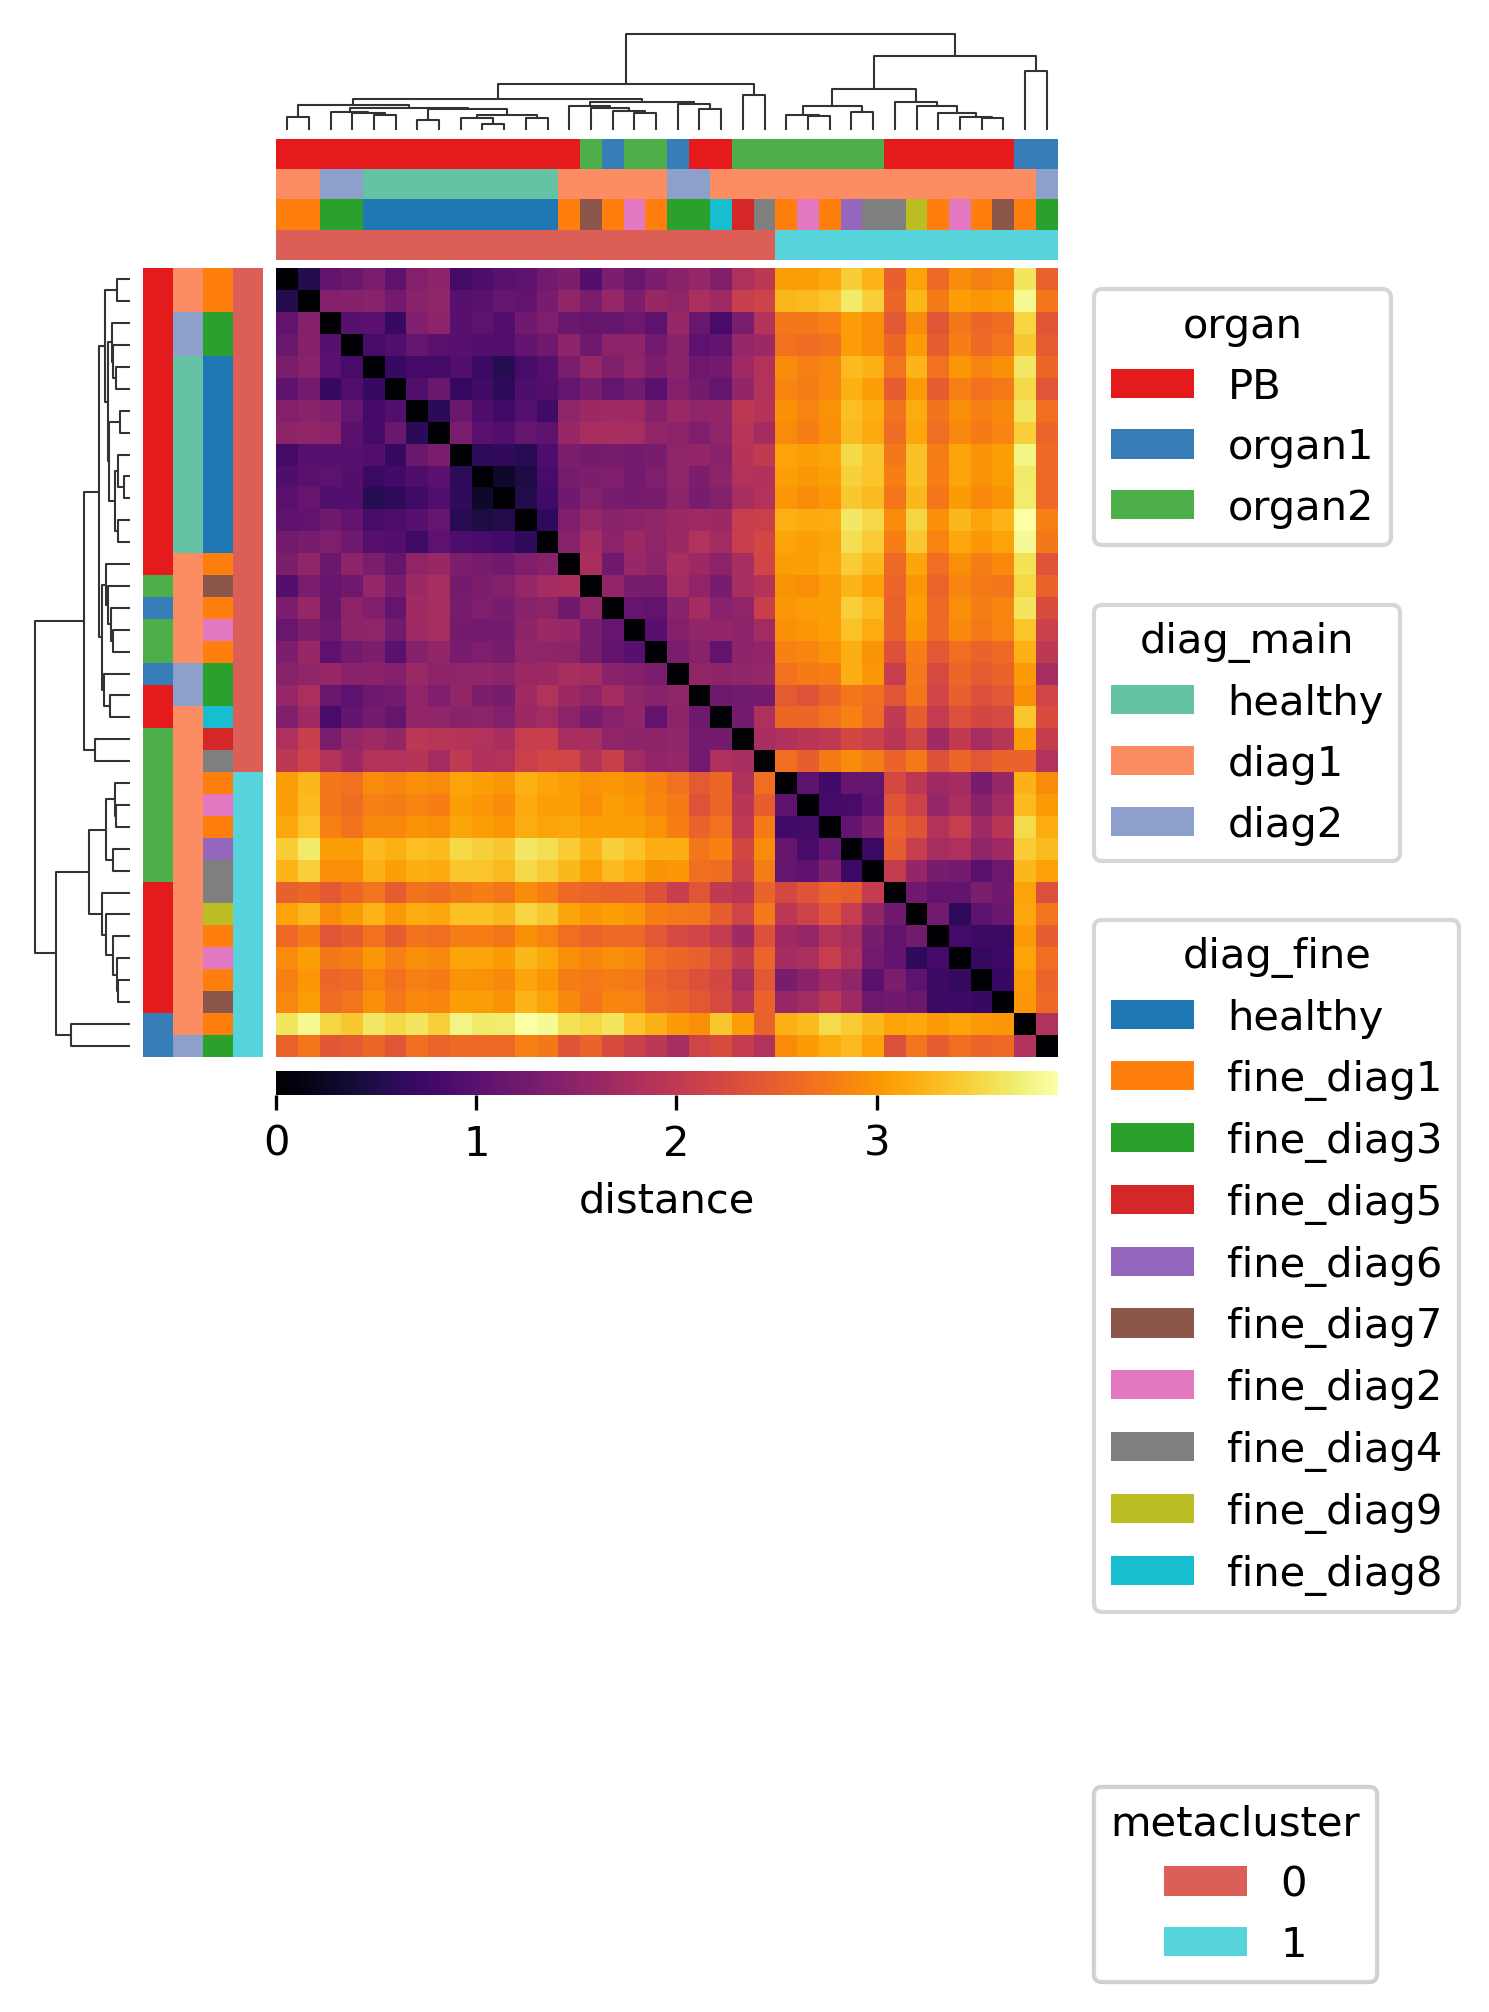 organ
PB
organ1
organ2
diag_main
healthy
diag1
diag2
diag_fine
healthy
fine_diag1
fine_diag3
fine_diag5
fine_diag6
fine_diag7
fine_diag2
fine_diag4
fine_diag9
fine_diag8
0 1 2 3
distance
metacluster
0
1